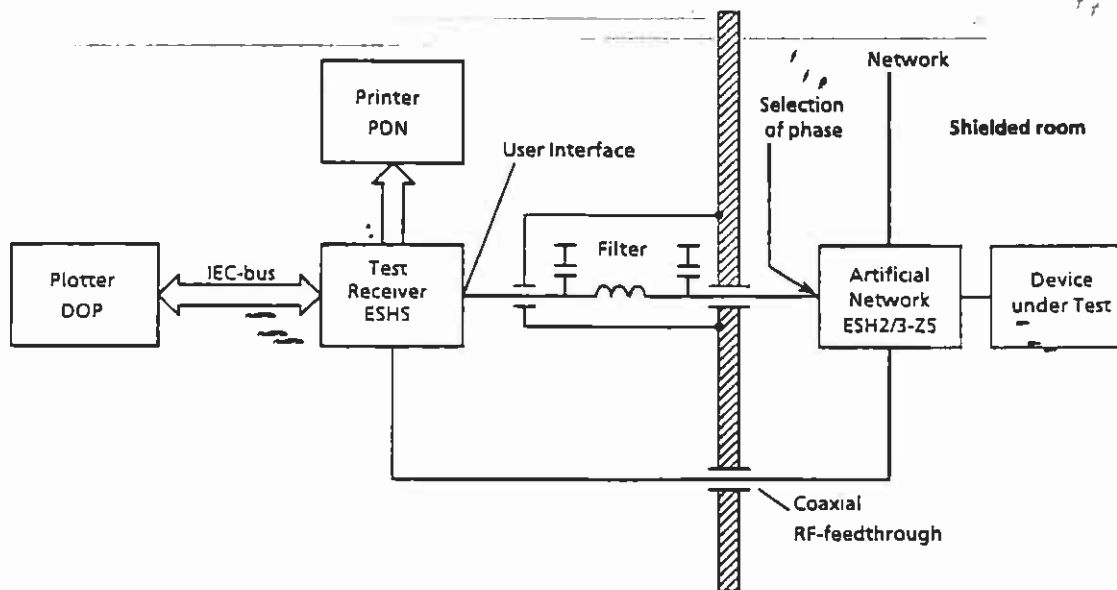 Network
Printer
PDN
Selection
of phase
Shielded room
User Interface
Filter
Plotter
DOP
IEC-bus
Test
Receiver
ESHS
Artificial
Network
ESH2/3-Z5
Device
under Test
Coaxial
RF-feedthrough